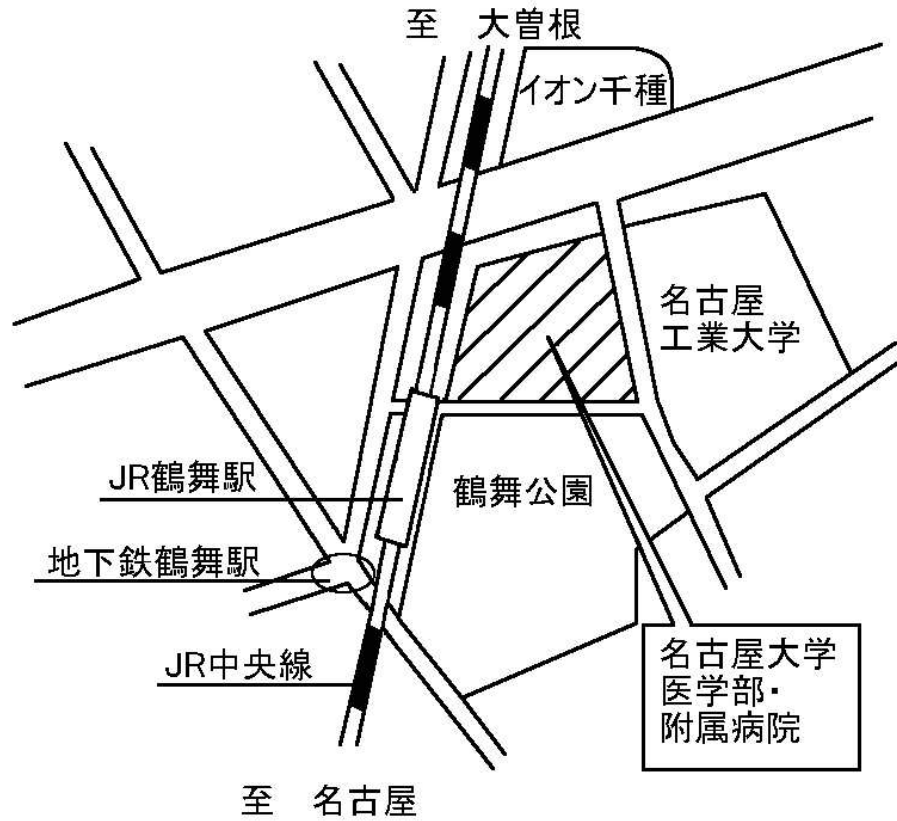 至　大曽根
イオン千種
名古屋
工業大学
JR鶴舞駅
鶴舞公園
地下鉄鶴舞駅
JR中央線
名古屋大学
医学部・
附属病院
至　名古屋